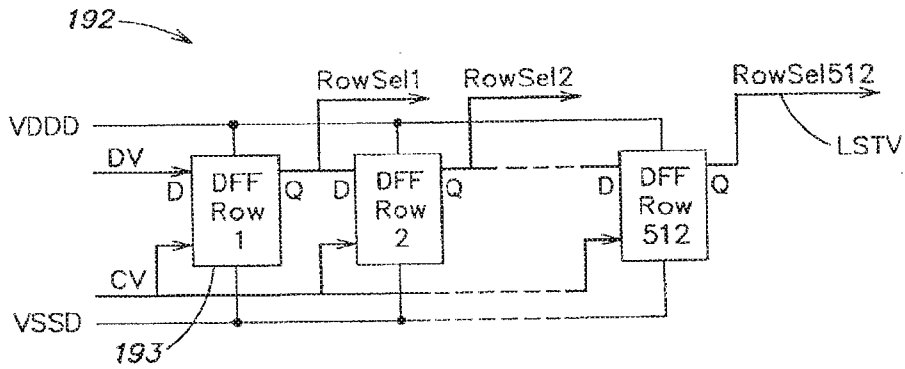 192
RowSel1
RowSel2
RowSel512
VDDD
LSTV
DV
D
DFF
Row
1
Q
D
DFF
Row
2
Q
D
DFF
Row
512
Q
CV
VSSD
193